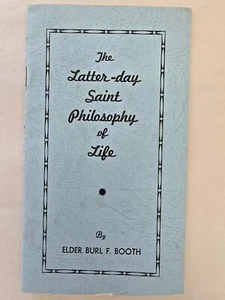 The
Latter-day
Saint
Philosophy
of
Life
By
ELDER BURL F. BOOTH